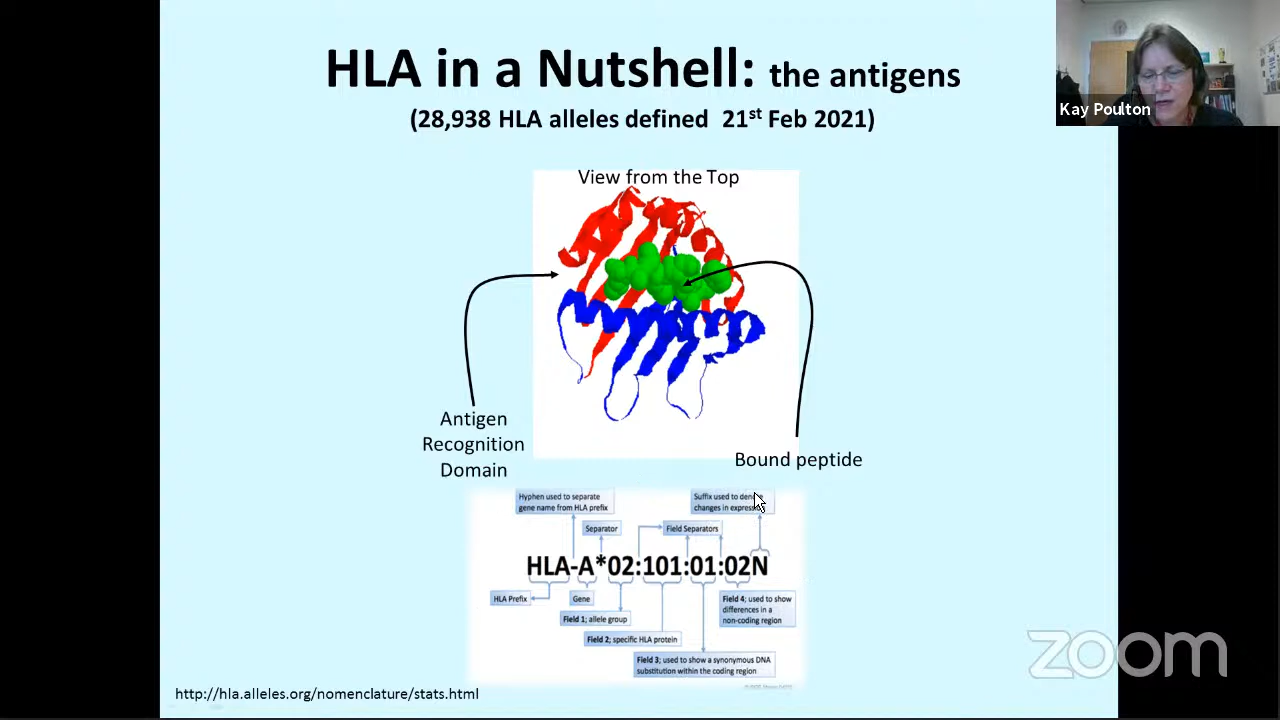 HLA in a Nutshell: the antigens
(28,938 HLA alleles defined 21st Feb 2021)
Kay Poulton
View from the Top
Antigen
Recognition
Domain
Bound peptide
Hyphen used to separate
gene name from HLA prefix
Suffix used to denote
changes in expression
Separator
Field Separators
HLA-A*02:101:01:02N
HLA Prefix
Gene
Field 4; used to show
differences in a
non-coding region
Field 1; allele group
Field 2; specific HLA protein
Field 3; used to show a synonymous DNA
substitution within the coding region
http://hla.alleles.org/nomenclature/stats.html
zoom